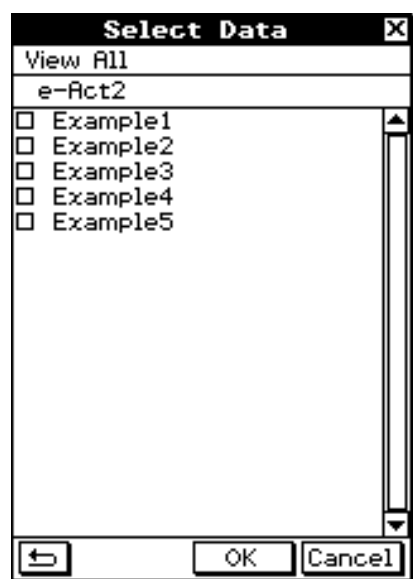 Select Data
View All
e-Act2
Example1
Example2
Example3
Example4
Example5
OK Cancel